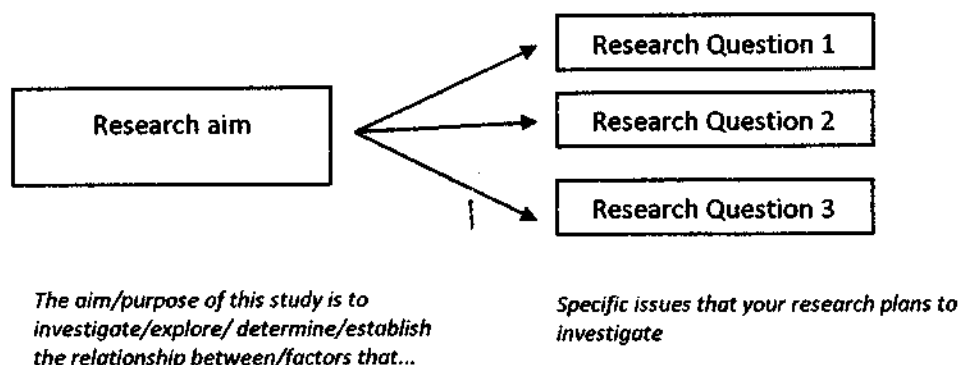 Research aim
Research Question 1
Research Question 2
Research Question 3
The aim/purpose of this study is to
investigate/explore/ determine/establish
the relationship between/factors that...
Specific issues that your research plans to
investigate